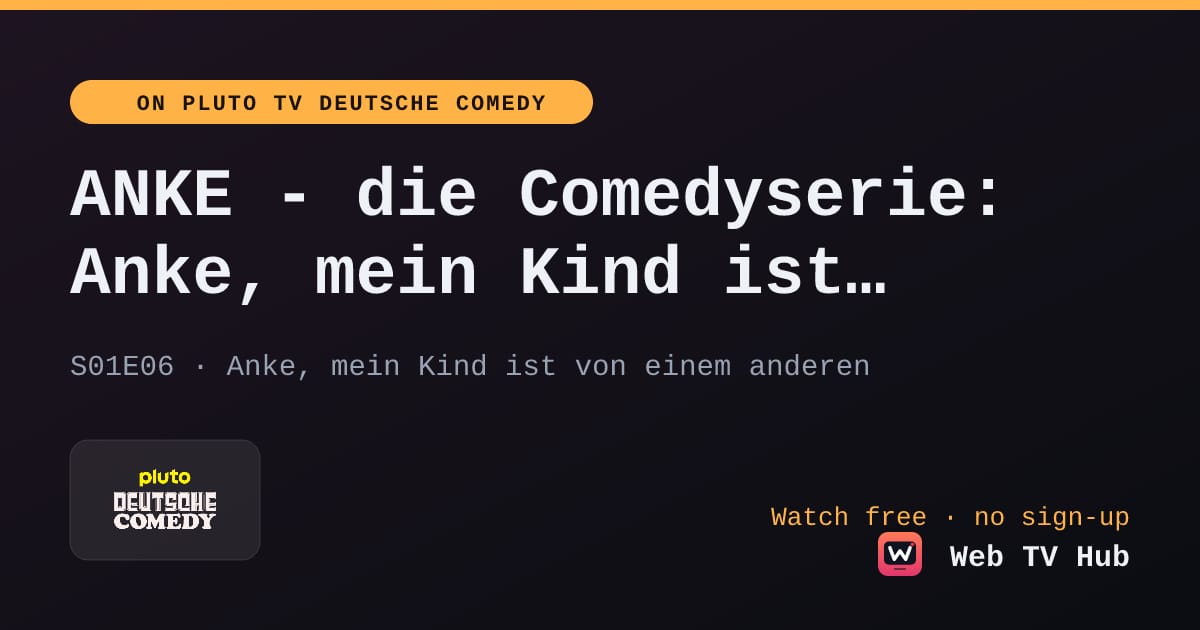 ON PLUTO TV DEUTSCHE COMEDY
ANKE - die Comedyserie:
Anke, mein Kind ist…
S01E06 · Anke, mein Kind ist von einem anderen
pluto
DEUTSCHE
COMEDY
Watch free · no sign-up
W Web TV Hub